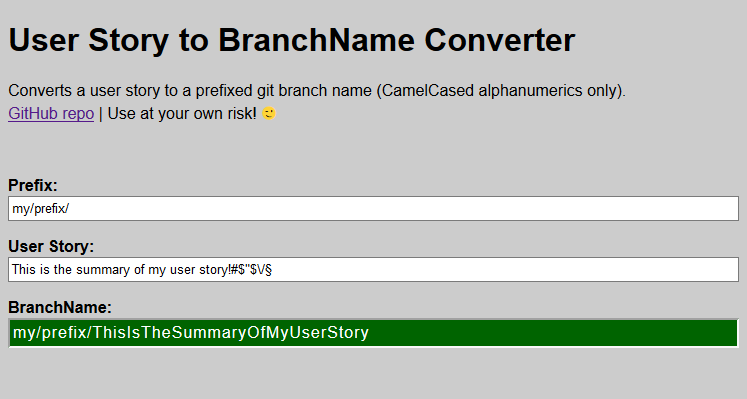 User Story to BranchName Converter
Converts a user story to a prefixed git branch name (CamelCased alphanumerics only).
GitHub repo | Use at your own risk! 😉
Prefix:
my/prefix/
User Story:
This is the summary of my user story!#$"$\/§
BranchName:
my/prefix/ThisIsTheSummaryOfMyUserStory